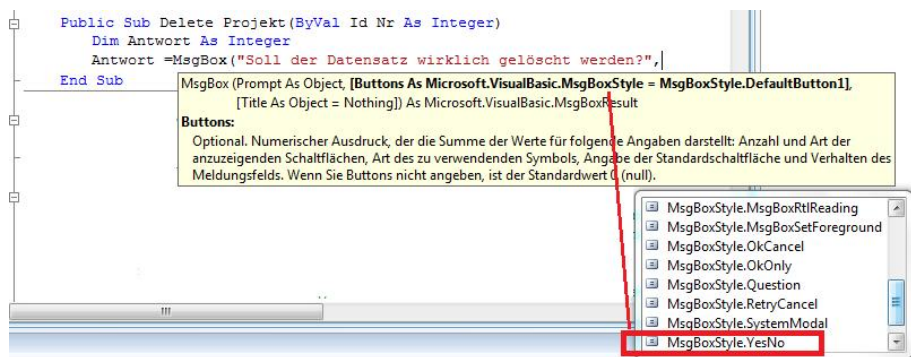 Public Sub Delete Projekt(ByVal Id Nr As Integer)
Dim Antwort As Integer
Antwort =MsgBox("Soll der Datensatz wirklich gelöscht werden?",
End Sub
MsgBox (Prompt As Object, [Buttons As Microsoft.VisualBasic.MsgBoxStyle = MsgBoxStyle.DefaultButton1],
[Title As Object = Nothing]) As Microsoft.VisualBasic.MsgBoxResult
Buttons:
Optional. Numerischer Ausdruck, der die Summe der Werte für folgende Angaben darstellt: Anzahl und Art der
anzuzeigenden Schaltflächen, Art des zu verwendenden Symbols, Angabe der Standardschaltfläche und Verhalten des
Meldungsfelds. Wenn Sie Buttons nicht angeben, ist der Standardwert 0 (null).
MsgBoxStyle.MsgBoxRtlReading
MsgBoxStyle.MsgBoxSetForeground
MsgBoxStyle.OkCancel
MsgBoxStyle.OkOnly
MsgBoxStyle.Question
MsgBoxStyle.RetryCancel
MsgBoxStyle.SystemModal
MsgBoxStyle.YesNo